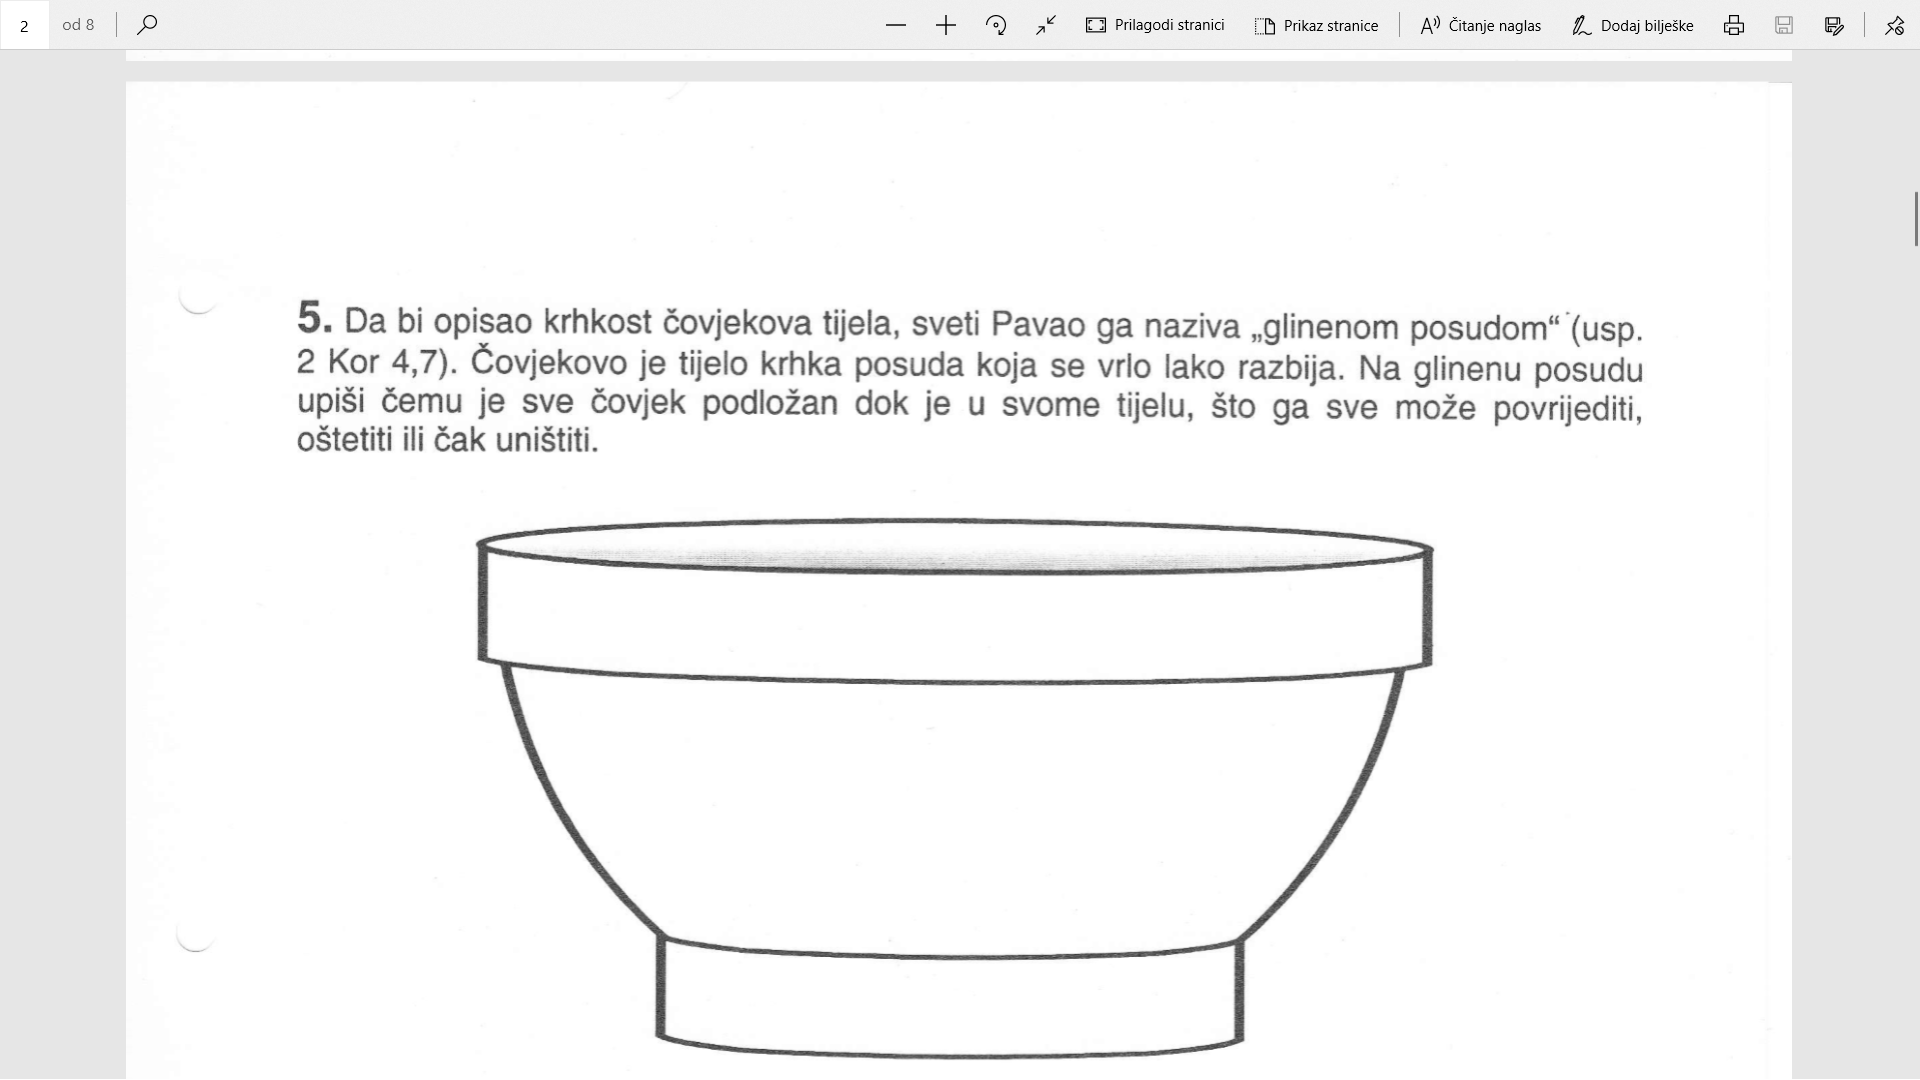 2 od 8 Prilagodi stranici Prikaz stranice Čitanje naglas Dodaj bilješke
5. Da bi opisao krhkost čovjekova tijela, sveti Pavao ga naziva „glinenom posudom“ (usp.
2 Kor 4,7). Čovjekovo je tijelo krhka posuda koja se vrlo lako razbija. Na glinenu posudu
upiši čemu je sve čovjek podložan dok je u svome tijelu, što ga sve može povrijediti,
oštetiti ili čak uništiti.